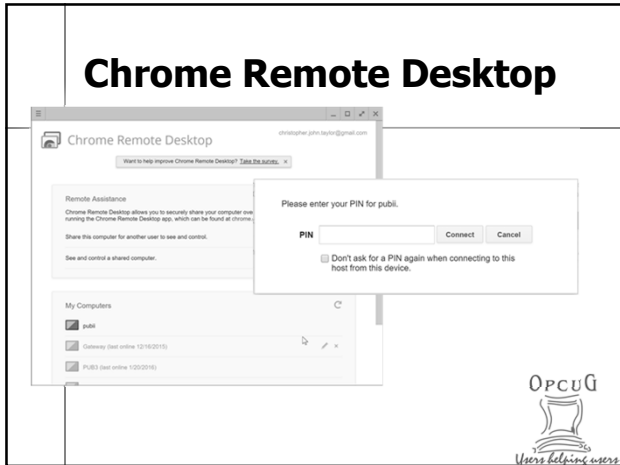 Chrome Remote Desktop
Chrome Remote Desktop
christopher.john.taylor@gmail.com
Want to help improve Chrome Remote Desktop? Take the survey. ×
Remote Assistance
Chrome Remote Desktop allows you to securely share your computer ove
running the Chrome Remote Desktop app, which can be found at chrome.
Share this computer for another user to see and control.
See and control a shared computer.
Please enter your PIN for pubii.
PIN
Connect
Cancel
Don't ask for a PIN again when connecting to this
host from this device.
My Computers
pubii
Gateway (last online 12/18/2015)
PUB3 (last online 1/20/2016)
OPCUG
Users helping users